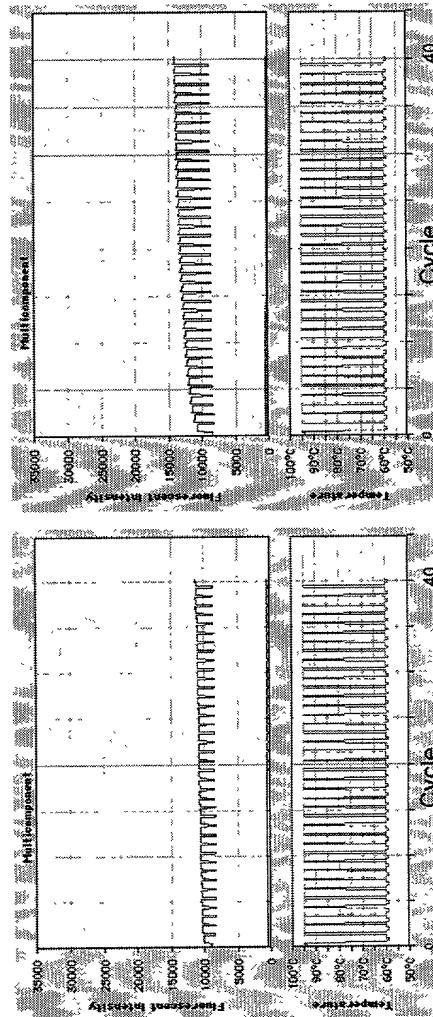 Multicomponent
35000
30000
25000
20000
15000
10000
5000
0
Fluorescent Intensity
100°C
90°C
80°C
70°C
60°C
50°C
Temperature
0
Cycle
40
Multicomponent
35000
30000
25000
20000
15000
10000
5000
0
Fluorescent Intensity
100°C
90°C
80°C
70°C
60°C
50°C
Temperature
0
Cycle
40